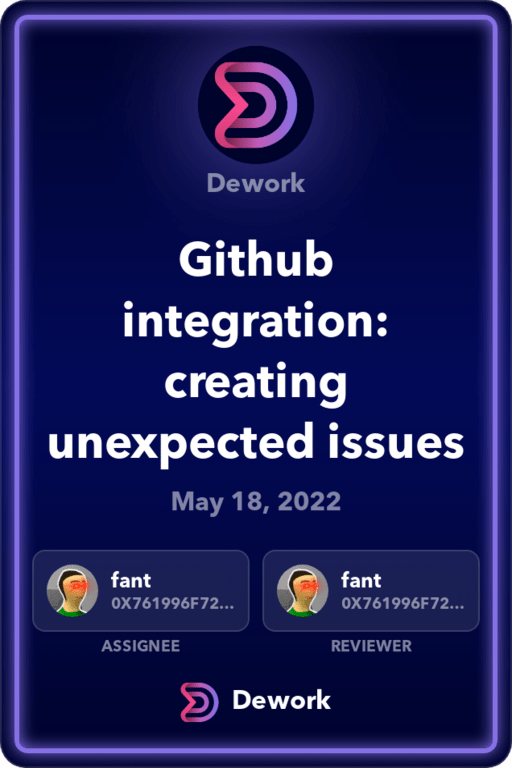 Dework
Github
integration:
creating
unexpected issues
May 18, 2022
fant
0X761996F72...
ASSIGNEE
fant
0X761996F72...
REVIEWER
Dework